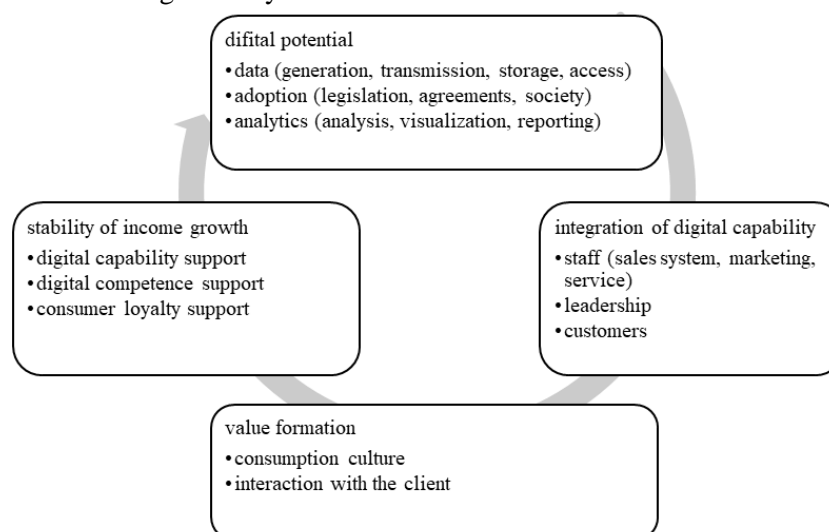 difital potential
•data (generation, transmission, storage, access)
•adoption (legislation, agreements, society)
•analytics (analysis, visualization, reporting)
stability of income growth
•digital capability support
•digital competence support
•consumer loyalty support
integration of digital capability
•staff (sales system, marketing,
service)
•leadership
•customers
value formation
•consumption culture
•interaction with the client